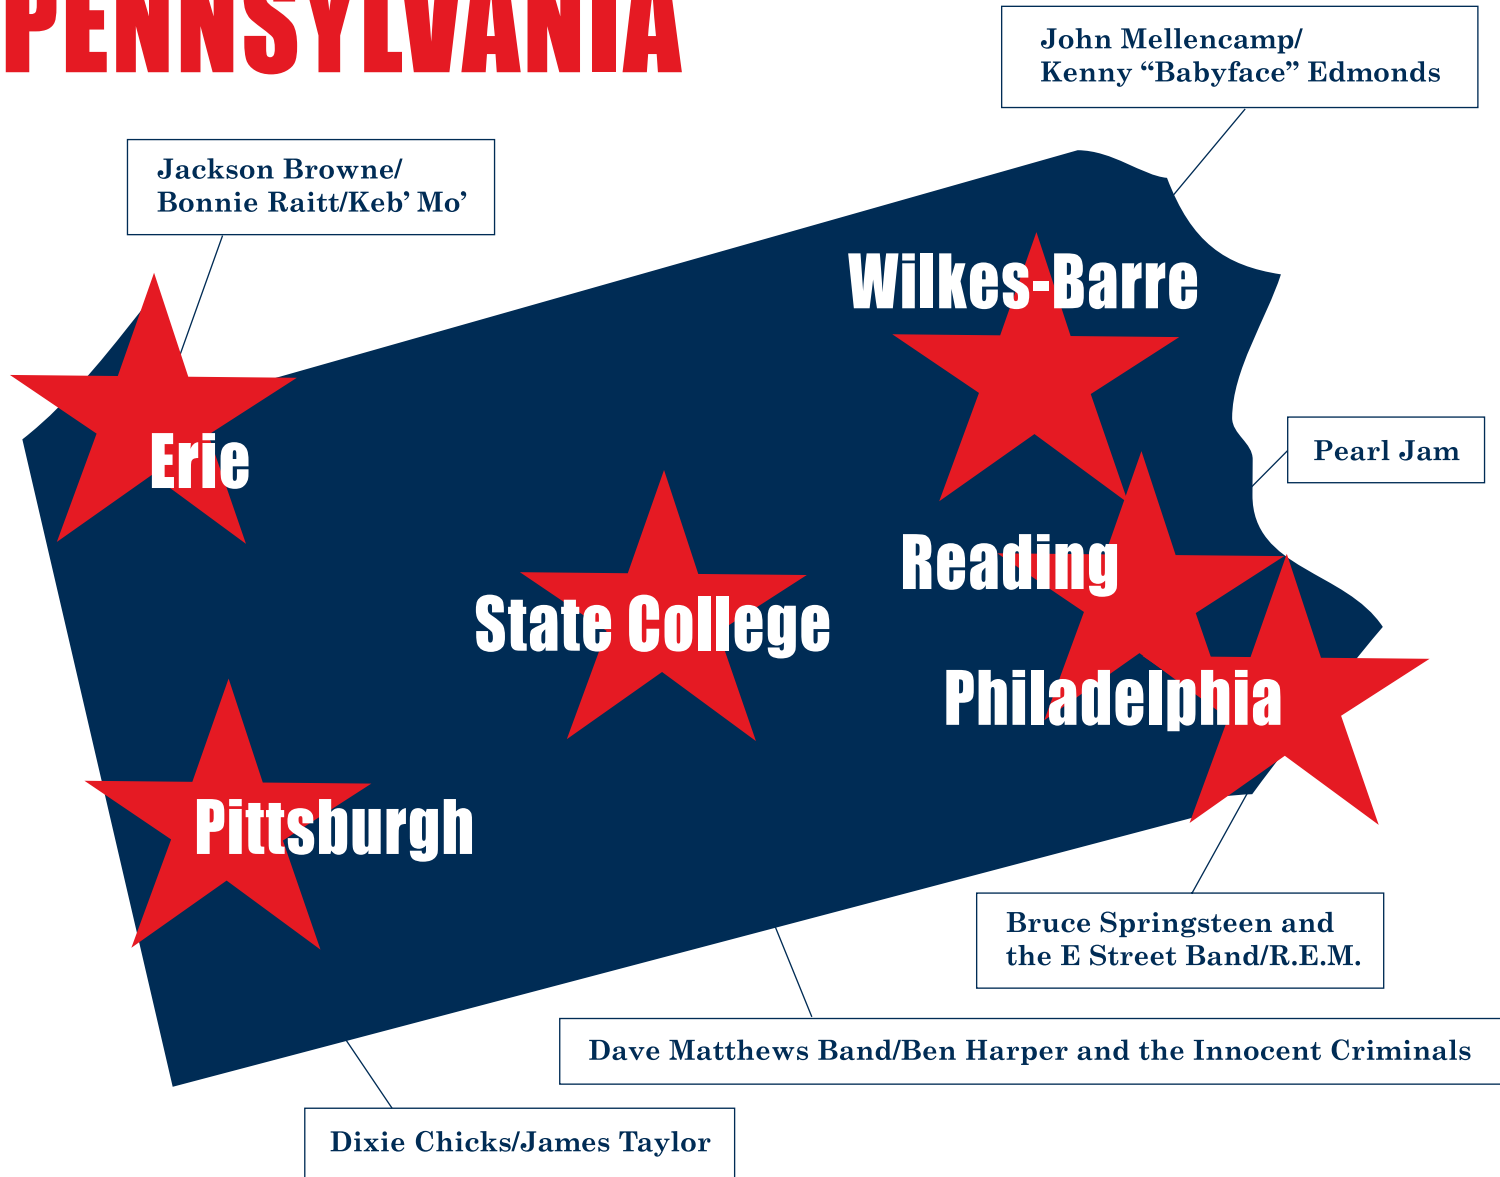 PENNSYLVANIA
John Mellencamp/
Kenny “Babyface” Edmonds
Jackson Browne/
Bonnie Raitt/Keb’ Mo’
Wilkes-Barre
Erie
Pearl Jam
Reading
State College
Philadelphia
Pittsburgh
Bruce Springsteen and
the E Street Band/R.E.M.
Dave Matthews Band/Ben Harper and the Innocent Criminals
Dixie Chicks/James Taylor